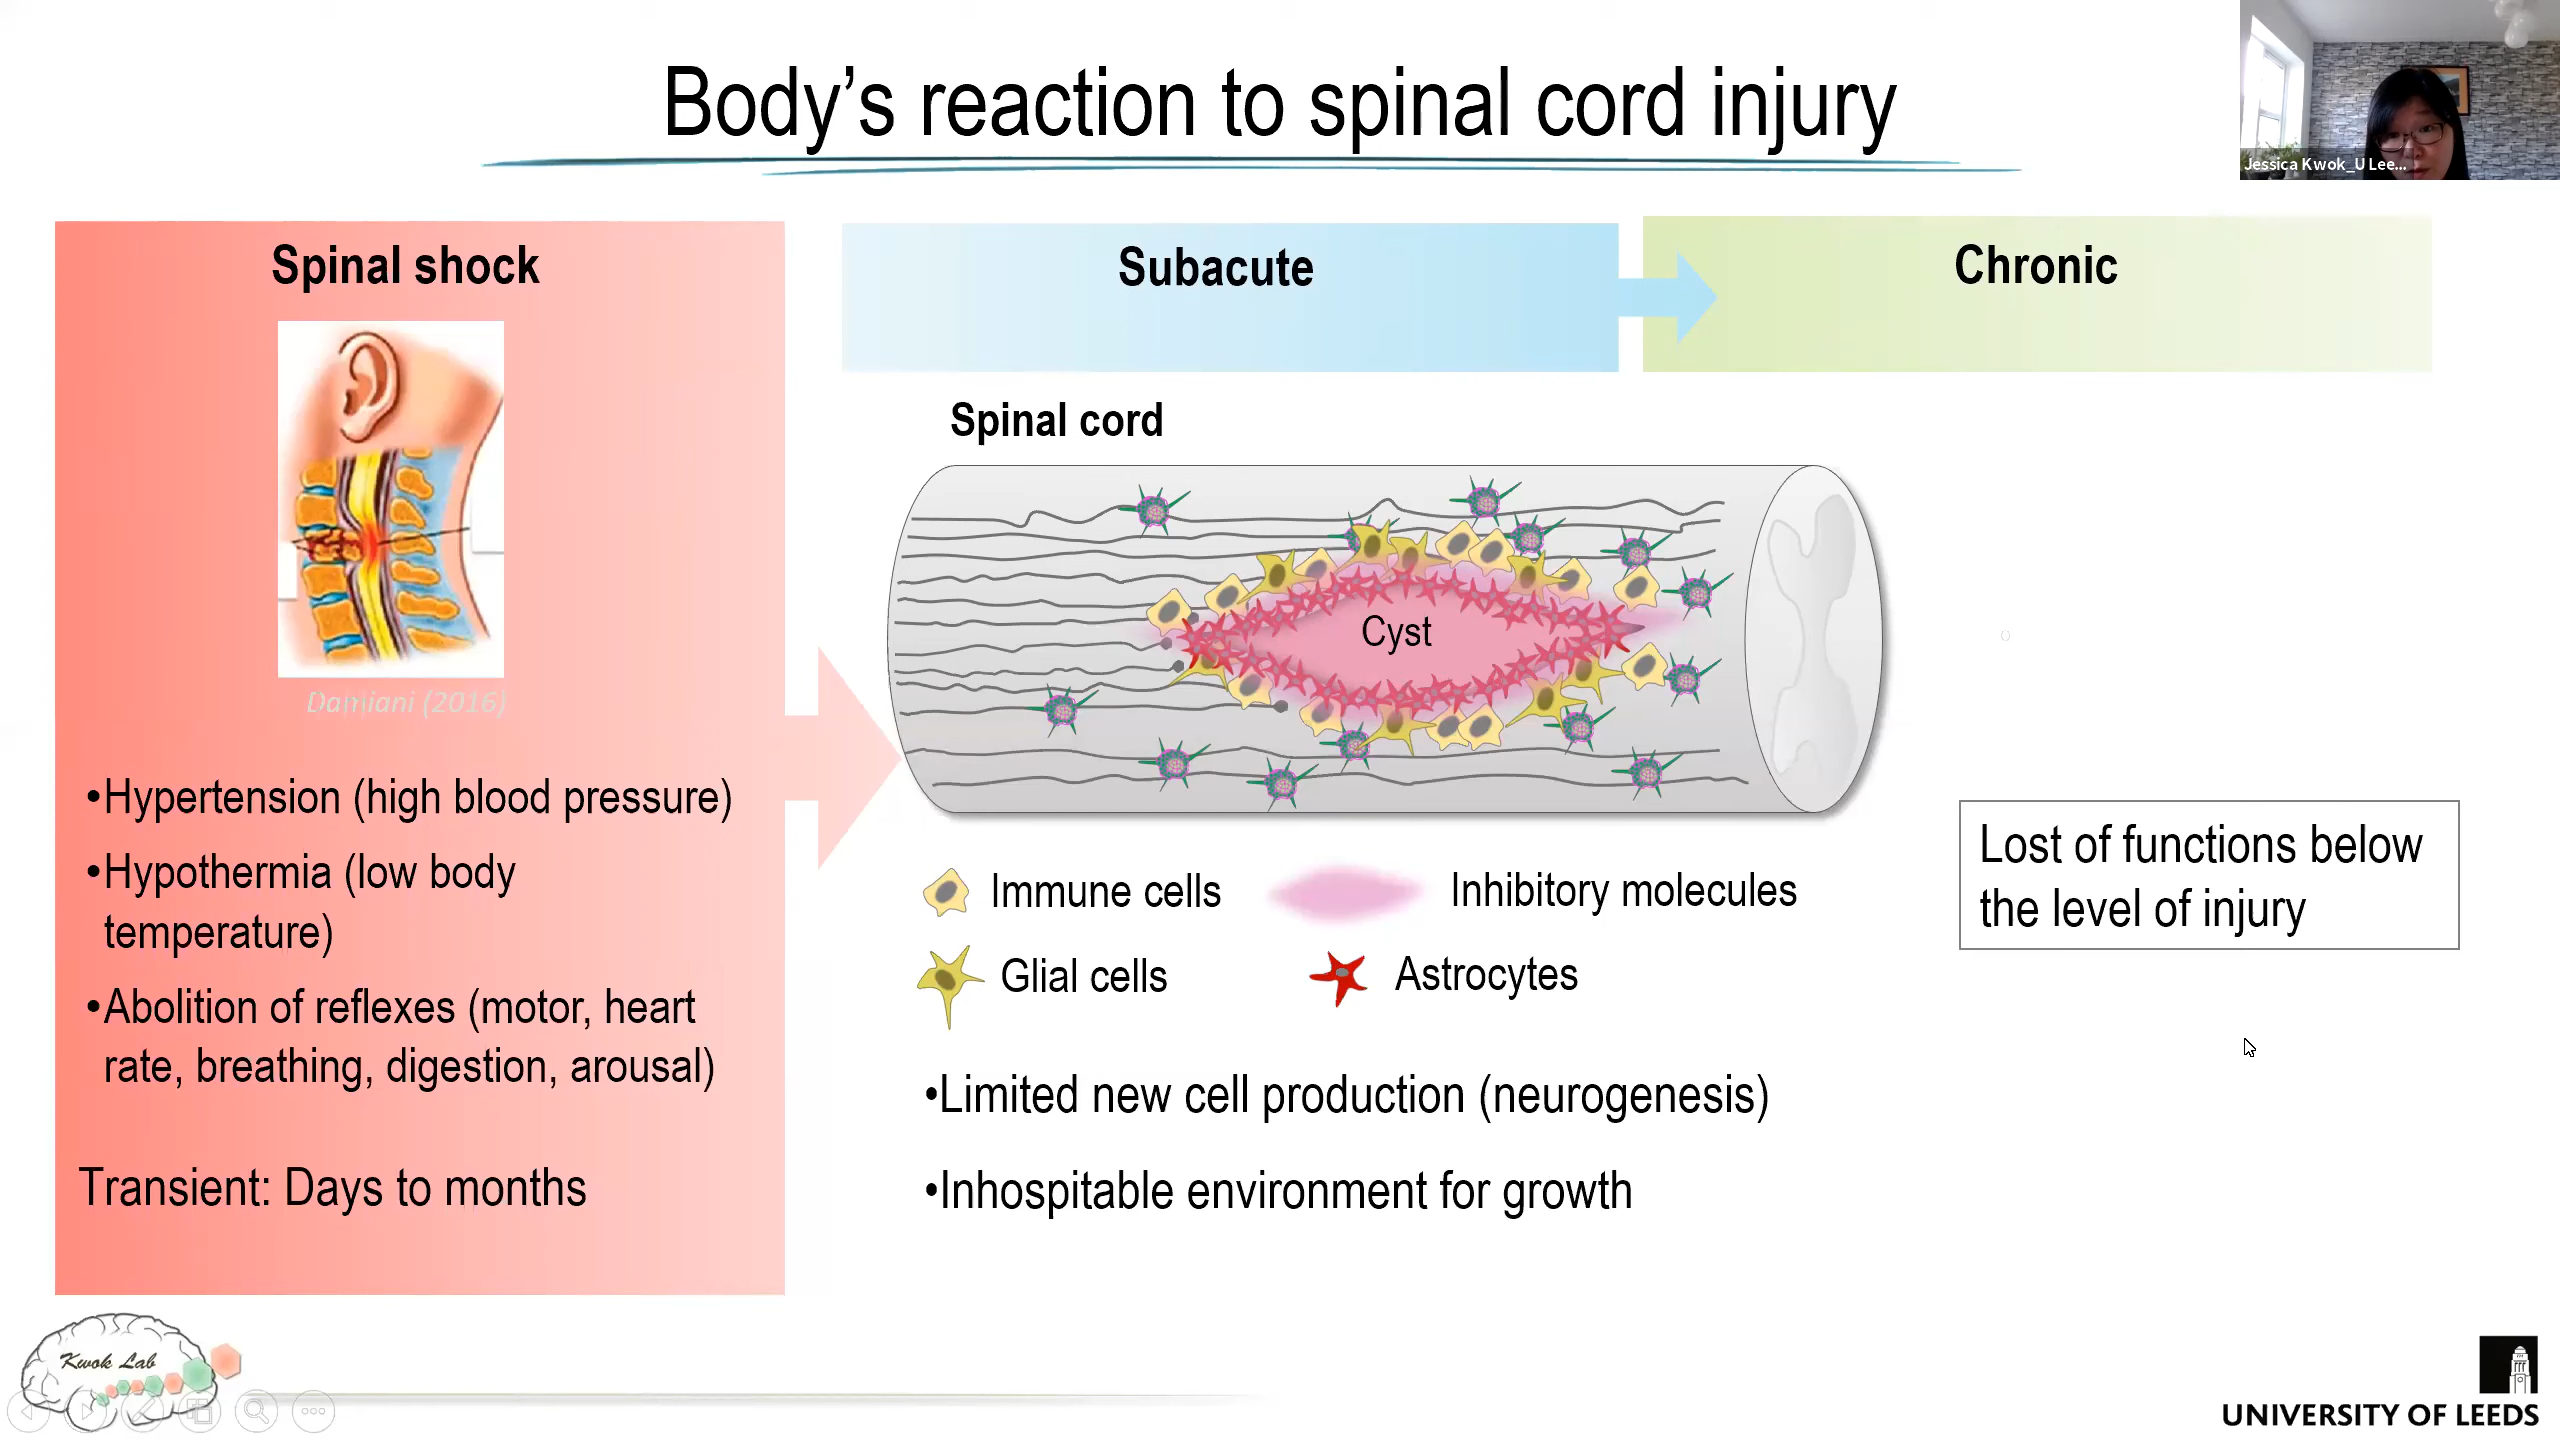 Body’s reaction to spinal cord injury
Jessica Kwok_U Lee...
Spinal shock
Damiani (2016)
•Hypertension (high blood pressure)
•Hypothermia (low body
temperature)
•Abolition of reflexes (motor, heart
rate, breathing, digestion, arousal)
Transient: Days to months
Subacute
Chronic
Spinal cord
Cyst
Immune cells
Inhibitory molecules
Glial cells
Astrocytes
•Limited new cell production (neurogenesis)
•Inhospitable environment for growth
Lost of functions below
the level of injury
Kwok Lab
UNIVERSITY OF LEEDS